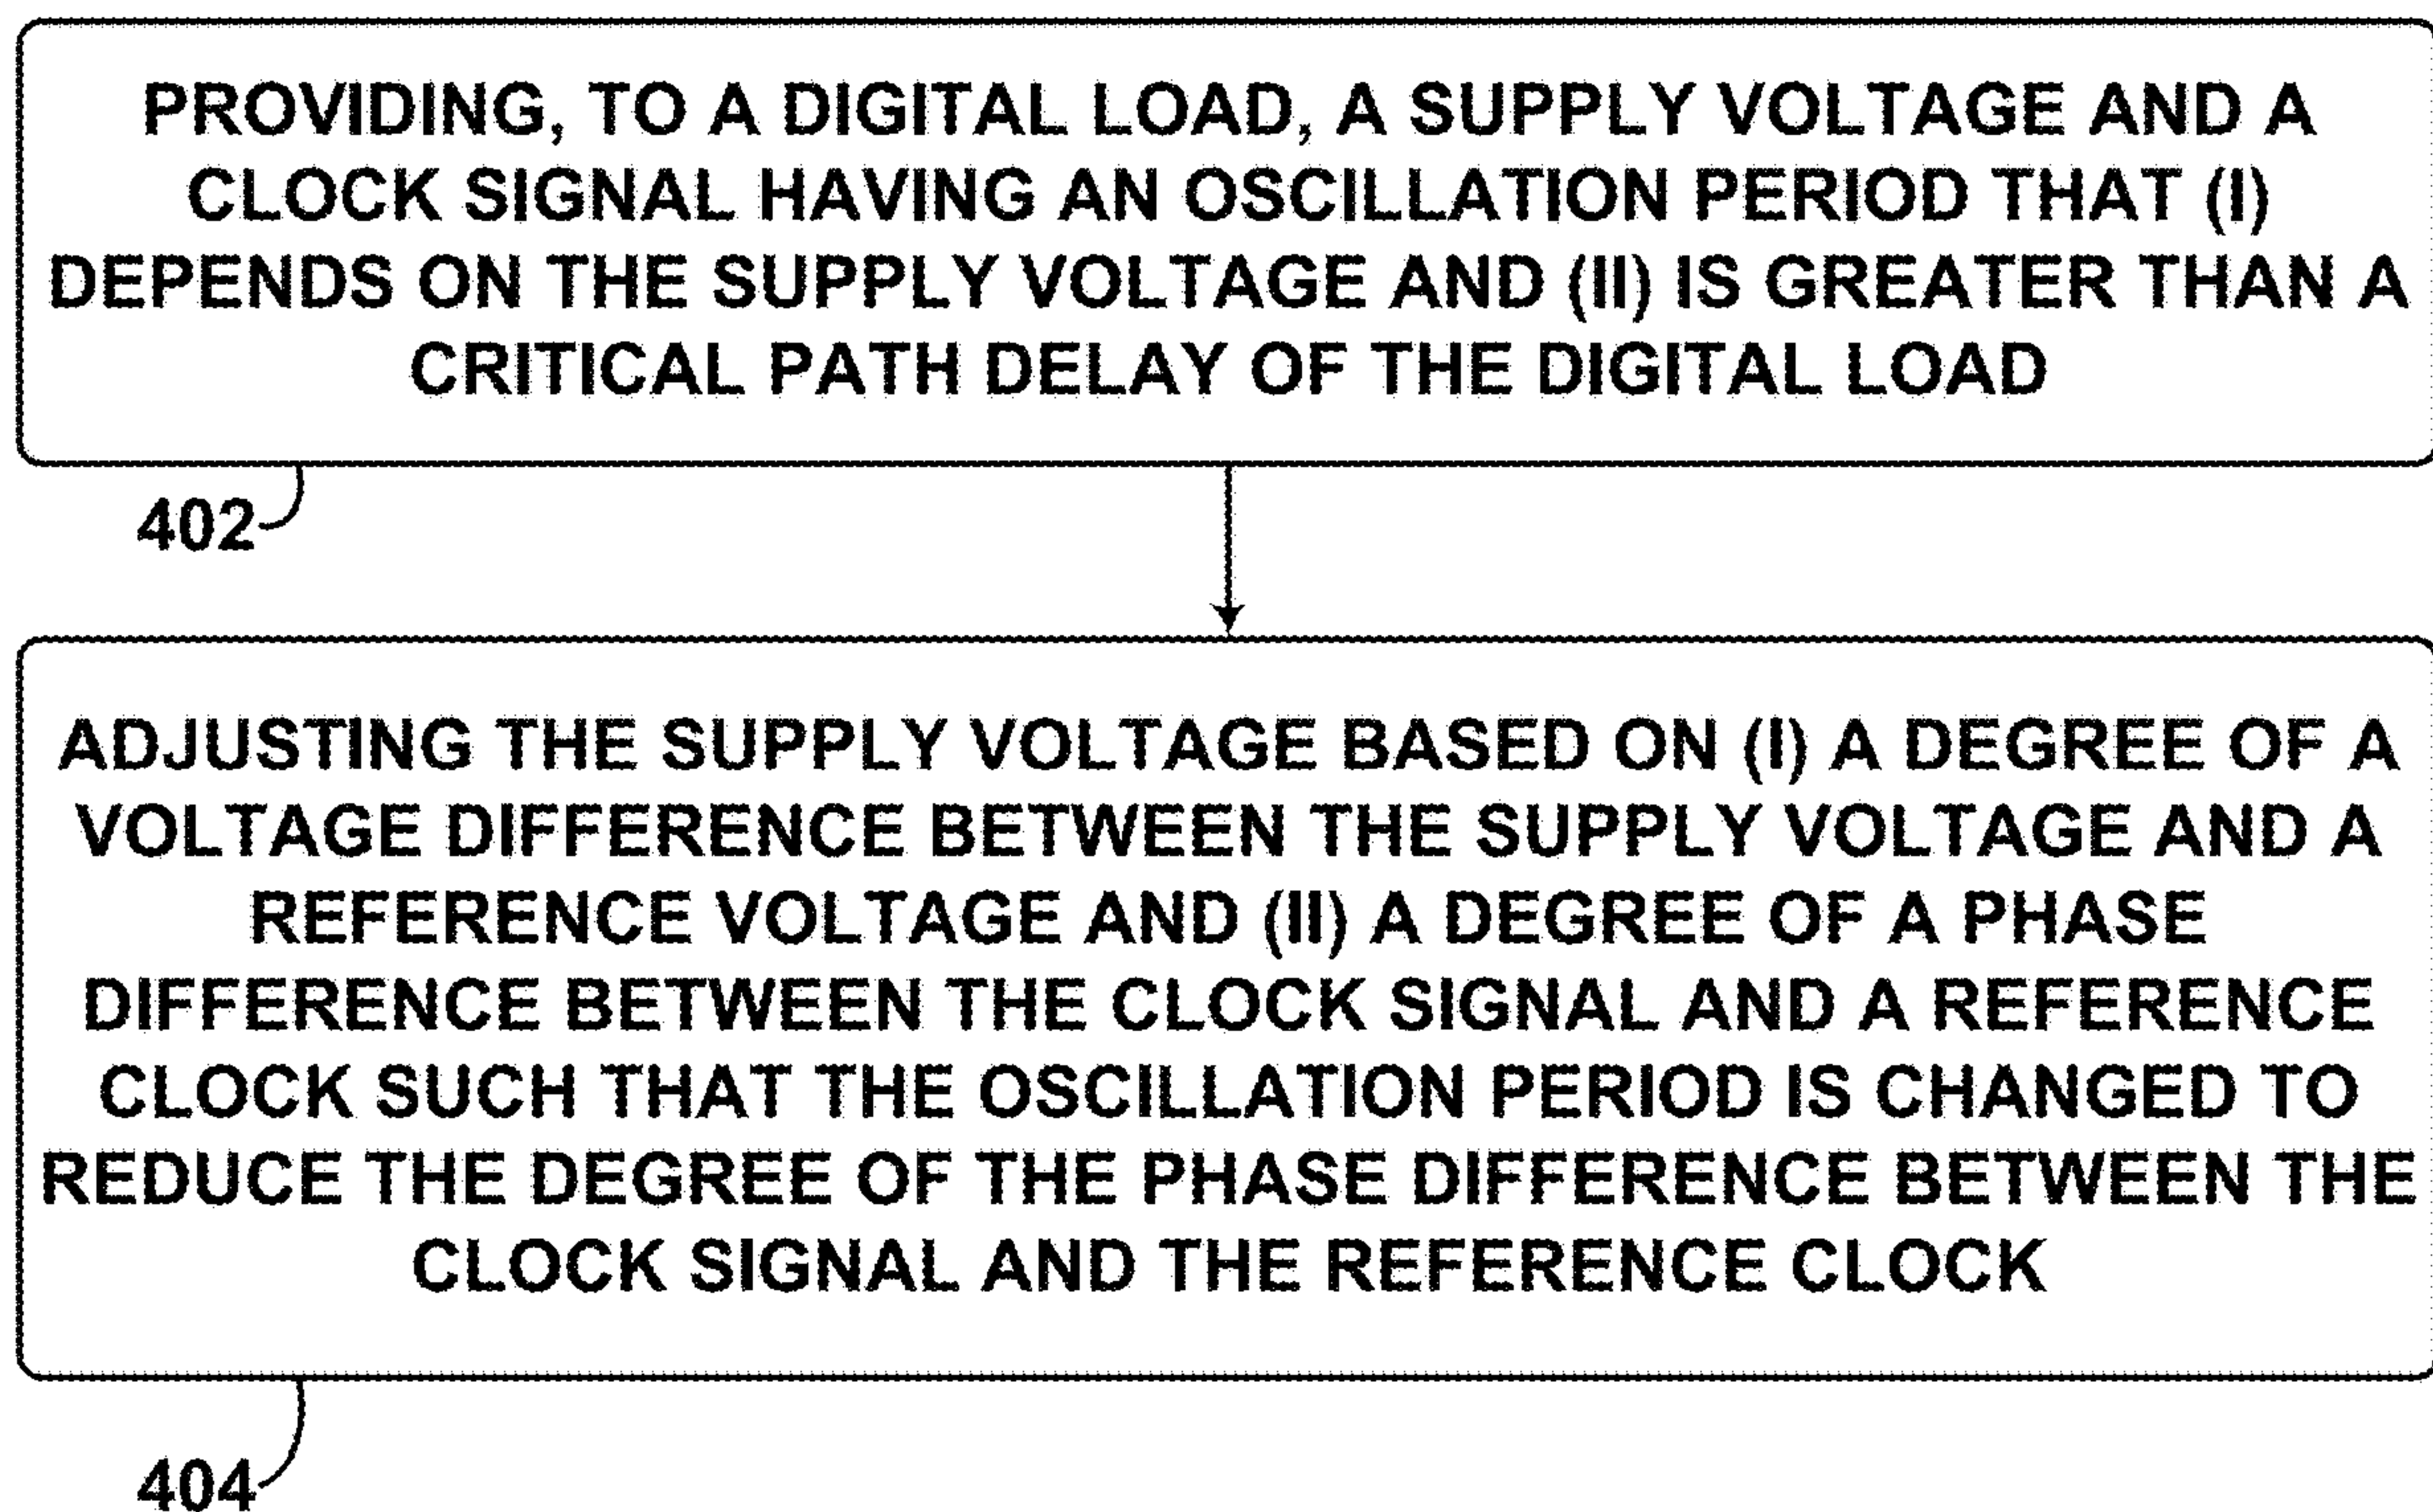 PROVIDING, TO A DIGITAL LOAD, A SUPPLY VOLTAGE AND A
CLOCK SIGNAL HAVING AN OSCILLATION PERIOD THAT (I)
DEPENDS ON THE SUPPLY VOLTAGE AND (II) IS GREATER THAN A
CRITICAL PATH DELAY OF THE DIGITAL LOAD
402
ADJUSTING THE SUPPLY VOLTAGE BASED ON (I) A DEGREE OF A
VOLTAGE DIFFERENCE BETWEEN THE SUPPLY VOLTAGE AND A
REFERENCE VOLTAGE AND (II) A DEGREE OF A PHASE
DIFFERENCE BETWEEN THE CLOCK SIGNAL AND A REFERENCE
CLOCK SUCH THAT THE OSCILLATION PERIOD IS CHANGED TO
REDUCE THE DEGREE OF THE PHASE DIFFERENCE BETWEEN THE
CLOCK SIGNAL AND THE REFERENCE CLOCK
404